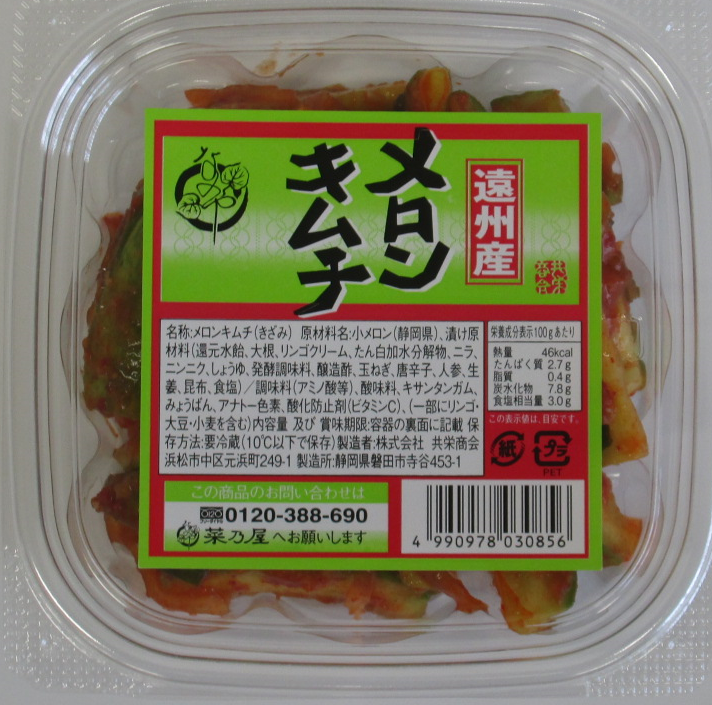 なのや
メロン
キムチ
遠州産
共栄
商会
名称:メロンキムチ(きざみ) 原材料名:小メロン(静岡県)、漬け原
材料(還元水飴、大根、リンゴクリーム、たん白加水分解物、ニラ、
ニンニク、しょうゆ、発酵調味料、醸造酢、玉ねぎ、唐辛子、人参、生
姜、昆布、食塩)/調味料(アミノ酸等)、酸味料、キサンタンガム、
みょうばん、アナトー色素、酸化防止剤(ビタミンC)、(一部にリンゴ・
大豆・小麦を含む)内容量 及び 賞味期限:容器の裏面に記載 保
存方法:要冷蔵(10℃以下で保存)製造者:株式会社 共栄商会
浜松市中区元浜町249-1 製造所:静岡県磐田市寺谷453-1
栄養成分表示100gあたり
熱量 46kcal
たんぱく質 2.7g
脂質 0.4g
炭水化物 7.8g
食塩相当量 3.0g
この表示値は、目安です。
紙
プラ
PET
この商品のお問い合わせは
0120-388-690
菜乃屋へお願いします
4 990978 030856